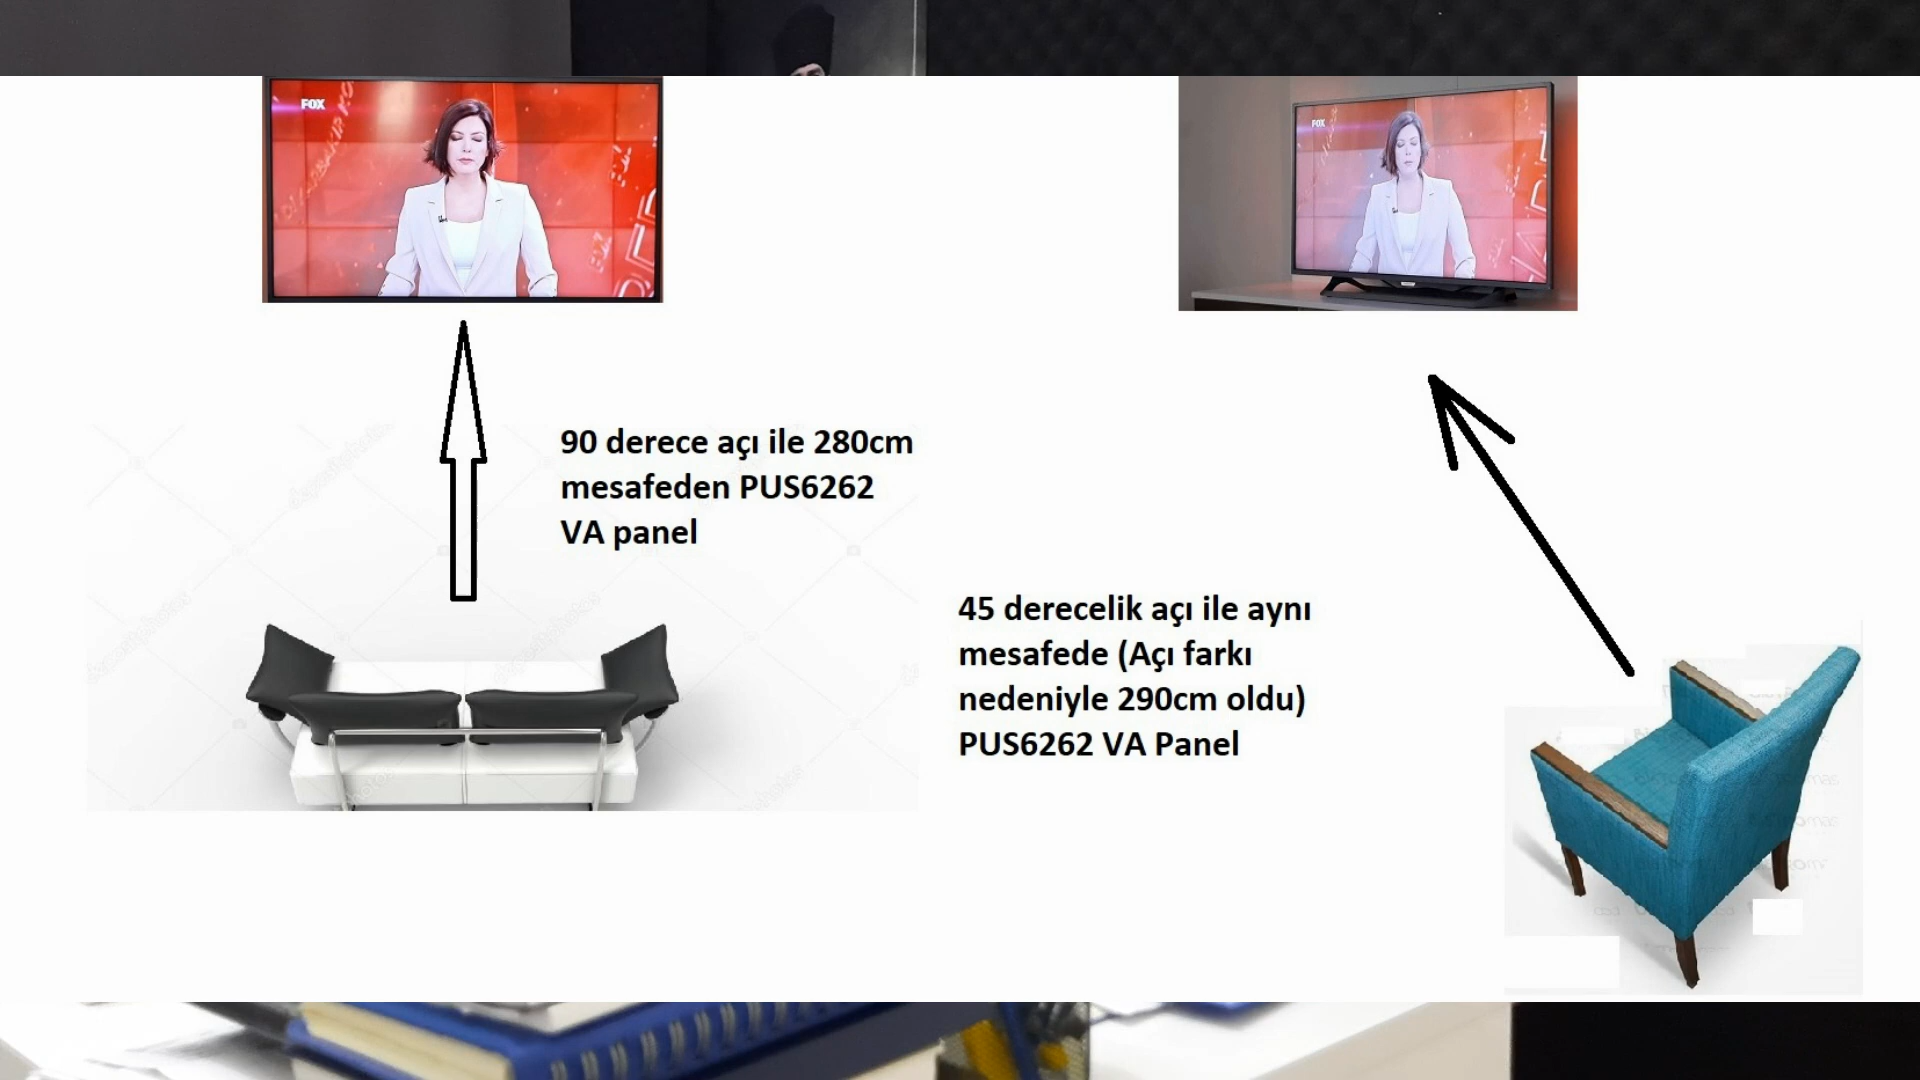 FOX
FOX
90 derece açı ile 280cm
mesafeden PUS6262
VA panel
45 derecelik açı ile aynı
mesafede (Açı farkı
nedeniyle 290cm oldu)
PUS6262 VA Panel